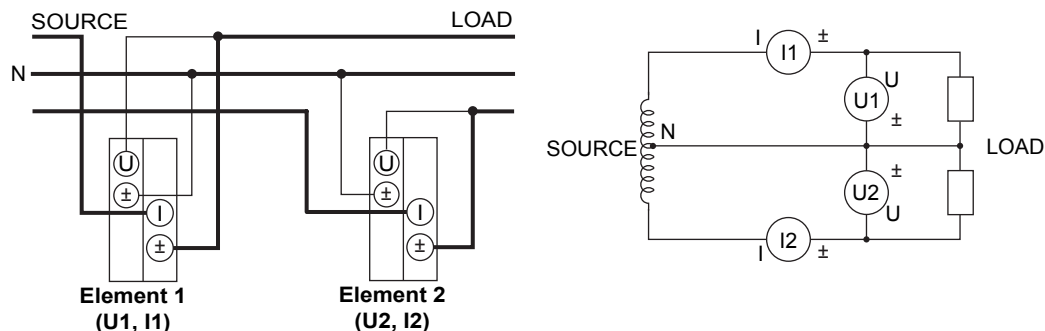 SOURCE
LOAD
N
U
±
I
±
U
±
I
±
Element 1
(U1, I1)
Element 2
(U2, I2)
I
I1
±
U
U1
±
N
SOURCE
LOAD
±
U2
U
I
I2
±